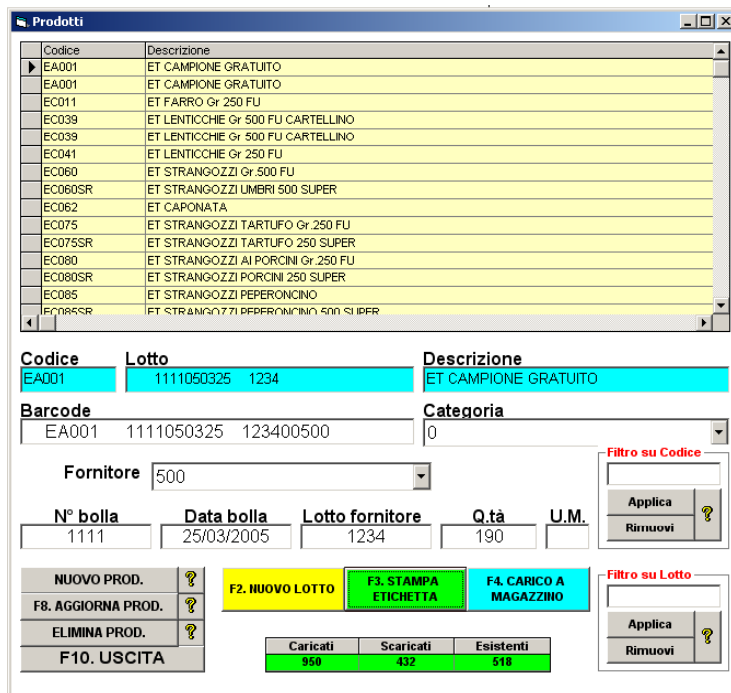 Prodotti
Codice Descrizione
EA001 ET CAMPIONE GRATUITO
EA001 ET CAMPIONE GRATUITO
EC011 ET FARRO Gr 250 FU
EC039 ET LENTICCHIE Gr 500 FU CARTELLINO
EC039 ET LENTICCHIE Gr 500 FU CARTELLINO
EC041 ET LENTICCHIE Gr 250 FU
EC060 ET STRANGOZZI Gr.500 FU
EC060SR ET STRANGOZZI UMBRI 500 SUPER
EC062 ET CAPONATA
EC075 ET STRANGOZZI TARTUFO Gr.250 FU
EC075SR ET STRANGOZZI TARTUFO 250 SUPER
EC080 ET STRANGOZZI AI PORCINI Gr.250 FU
EC080SR ET STRANGOZZI PORCINI 250 SUPER
EC085 ET STRANGOZZI PEPERONCINO
EC085SR ET STRANGOZZI PEPERONCINO 500 SUPER
Codice Lotto Descrizione
EA001 1111050325 1234 ET CAMPIONE GRATUITO
Barcode Categoria
EA001 1111050325 123400500 0
Fornitore 500
Filtro su Codice
Applica ?
Rimuovi
N° bolla Data bolla Lotto fornitore Q.tà U.M.
1111 25/03/2005 1234 190
NUOVO PROD. ?
F8. AGGIORNA PROD. ?
ELIMINA PROD. ?
F10. USCITA
F2. NUOVO LOTTO
F3. STAMPA
ETICHETTA
F4. CARICO A
MAGAZZINO
Filtro su Lotto
Applica ?
Rimuovi
Caricati Scaricati Esistenti
950 432 518